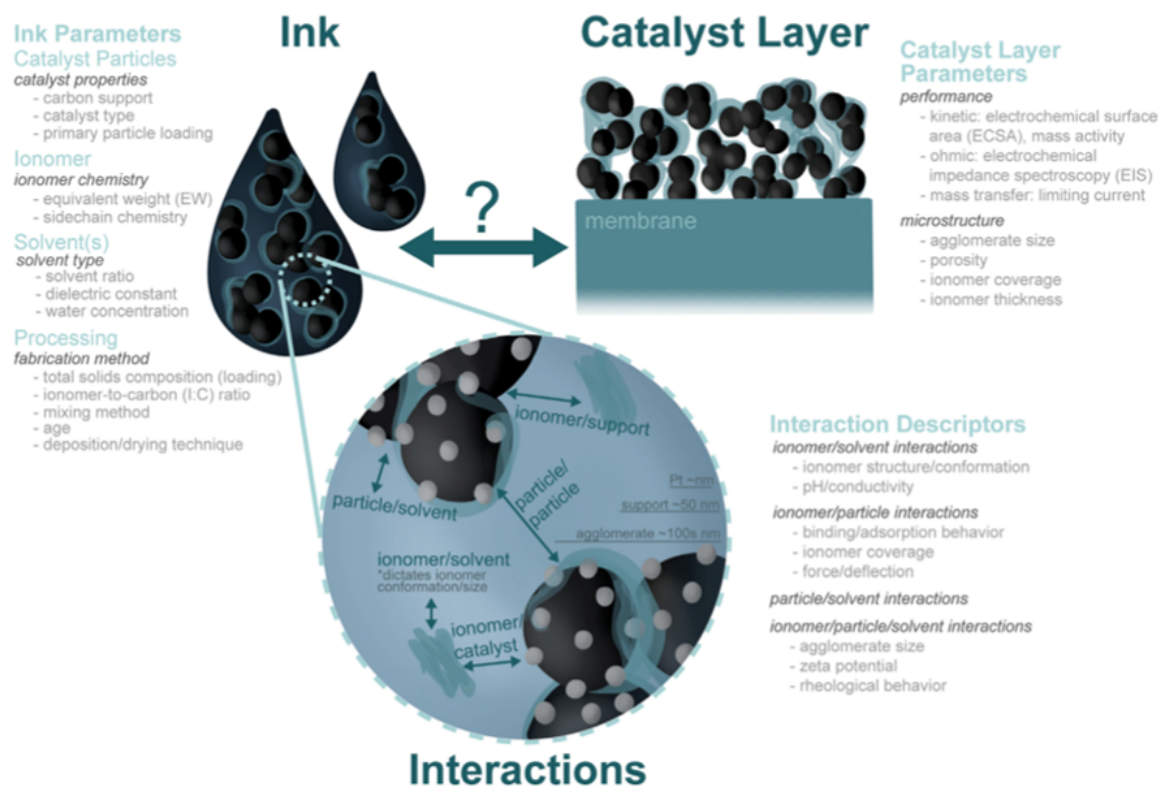 Ink
Catalyst Layer
Ink Parameters
Catalyst Particles
catalyst properties
- carbon support
- catalyst type
- primary particle loading
Ionomer
ionomer chemistry
- equivalent weight (EW)
- sidechain chemistry
Solvent(s)
solvent type
- solvent ratio
- dielectric constant
- water concentration
Processing
fabrication method
- total solids composition (loading)
- ionomer-to-carbon (I:C) ratio
- mixing method
- age
- deposition/drying technique
?
membrane
Catalyst Layer
Parameters
performance
- kinetic: electrochemical surface
area (ECSA), mass activity
- ohmic: electrochemical
impedance spectroscopy (EIS)
- mass transfer: limiting current
microstructure
- agglomerate size
- porosity
- ionomer coverage
- ionomer thickness
ionomer/support
particle/solvent
particle/
particle
Pt ~nm
support ~50 nm
agglomerate ~100s nm
ionomer/solvent
*dictates ionomer
conformation/size
ionomer/
catalyst
Interactions
Interaction Descriptors
ionomer/solvent interactions
- ionomer structure/conformation
- pH/conductivity
ionomer/particle interactions
- binding/adsorption behavior
- ionomer coverage
- force/deflection
particle/solvent interactions
ionomer/particle/solvent interactions
- agglomerate size
- zeta potential
- rheological behavior